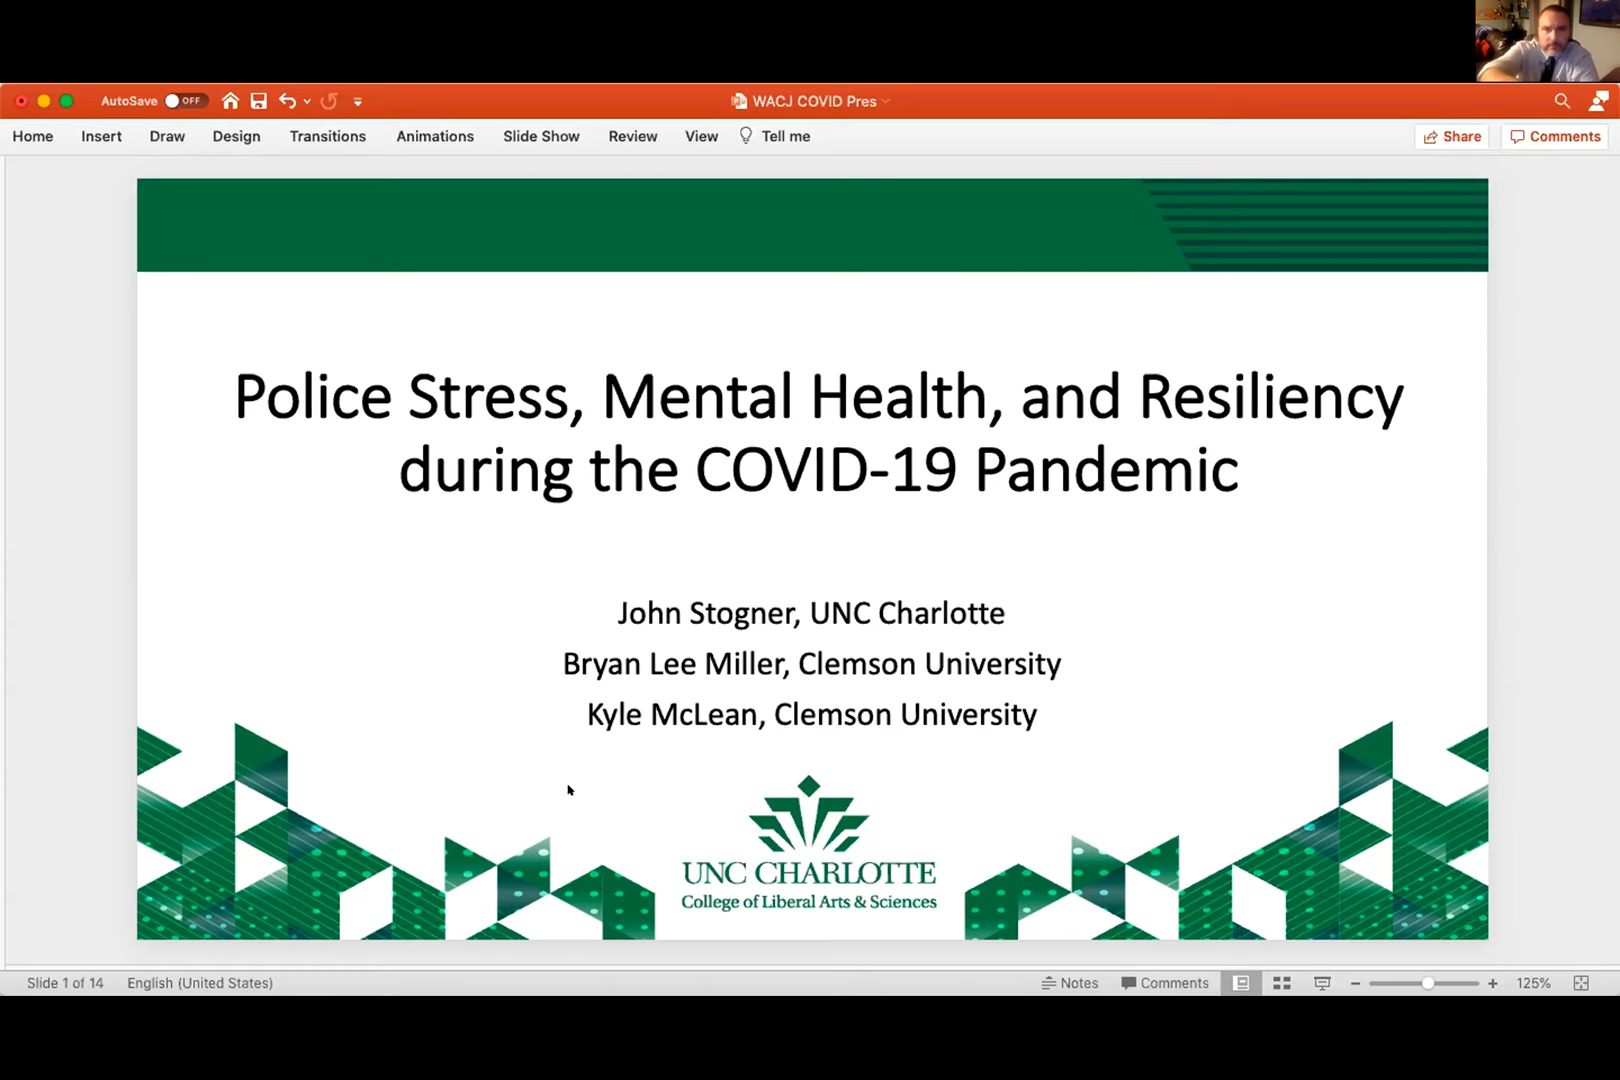 AutoSave OFF WACJ COVID Pres
Home Insert Draw Design Transitions Animations Slide Show Review View Tell me Share Comments
Police Stress, Mental Health, and Resiliency
during the COVID-19 Pandemic
John Stogner, UNC Charlotte
Bryan Lee Miller, Clemson University
Kyle McLean, Clemson University
UNC CHARLOTTE
College of Liberal Arts & Sciences
Slide 1 of 14 English (United States) Notes Comments 125%